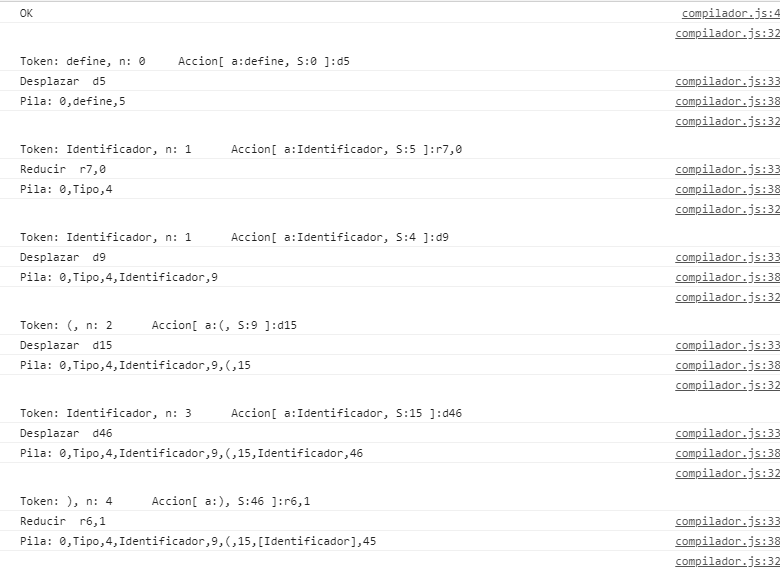 OK compilador.js:4
compilador.js:32
Token: define, n: 0 Accion[ a:define, S:0 ]:d5
Desplazar d5 compilador.js:33
Pila: 0,define,5 compilador.js:38
compilador.js:32
Token: Identificador, n: 1 Accion[ a:Identificador, S:5 ]:r7,0
Reducir r7,0 compilador.js:33
Pila: 0,Tipo,4 compilador.js:38
compilador.js:32
Token: Identificador, n: 1 Accion[ a:Identificador, S:4 ]:d9
Desplazar d9 compilador.js:33
Pila: 0,Tipo,4,Identificador,9 compilador.js:38
compilador.js:32
Token: (, n: 2 Accion[ a:(, S:9 ]:d15
Desplazar d15 compilador.js:33
Pila: 0,Tipo,4,Identificador,9,(,15 compilador.js:38
compilador.js:32
Token: Identificador, n: 3 Accion[ a:Identificador, S:15 ]:d46
Desplazar d46 compilador.js:33
Pila: 0,Tipo,4,Identificador,9,(,15,Identificador,46 compilador.js:38
compilador.js:32
Token: ), n: 4 Accion[ a:), S:46 ]:r6,1
Reducir r6,1 compilador.js:33
Pila: 0,Tipo,4,Identificador,9,(,15,[Identificador],45 compilador.js:38
compilador.js:32